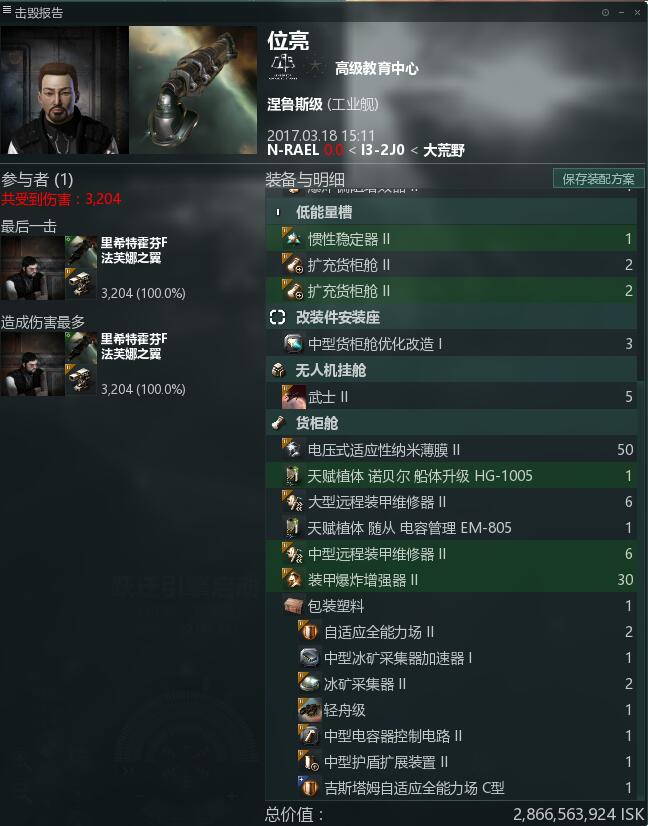 击毁报告
位亮
高级教育中心
涅鲁斯级 (工业舰)
2017.03.18 15:11
N-RAEL 0.0 < I3-2J0 < 大荒野
参与者 (1)
共受到伤害：3,204
最后一击
里希特霍芬F
法芙娜之翼
3,204 (100.0%)
造成伤害最多
里希特霍芬F
法芙娜之翼
3,204 (100.0%)
装备与明细
保存装配方案
低能量槽
惯性稳定器 II 1
扩充货柜舱 II 2
扩充货柜舱 II 2
改装件安装座
中型货柜舱优化改造 I 3
无人机挂舱
武士 II 5
货柜舱
电压式适应性纳米薄膜 II 50
天赋植体 诺贝尔 船体升级 HG-1005 1
大型远程装甲维修器 II 6
天赋植体 随从 电容管理 EM-805 1
中型远程装甲维修器 II 6
装甲爆炸增强器 II 30
包装塑料 1
自适应全能力场 II 2
中型冰矿采集器加速器 I 1
冰矿采集器 II 2
轻舟级 1
中型电容器控制电路 II 1
中型护盾扩展装置 II 1
吉斯塔姆自适应全能力场 C型 1
总价值： 2,866,563,924 ISK